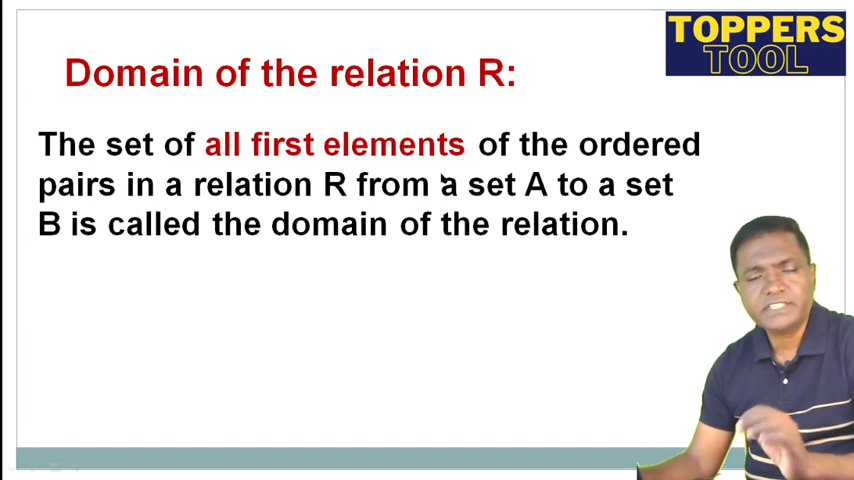 TOPPERS
TOOL
Domain of the relation R:
The set of all first elements of the ordered
pairs in a relation R from a set A to a set
B is called the domain of the relation.